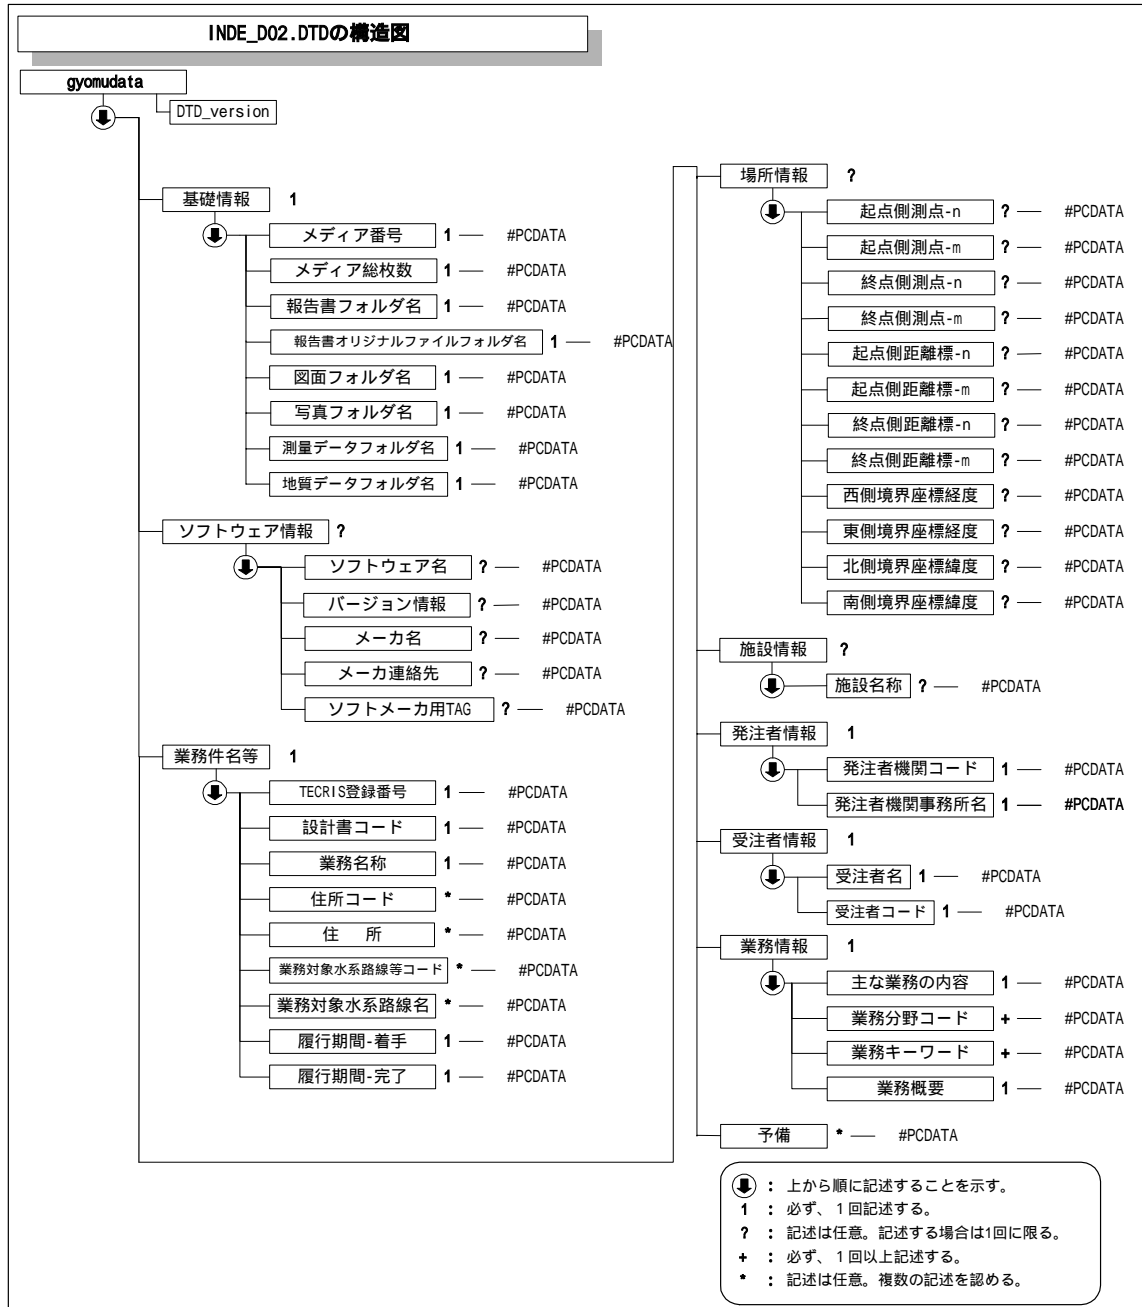 INDE_D02.DTDの構造図
gyomudata
DTD_version
基礎情報 1
メディア番号 1 #PCDATA
メディア総枚数 1 #PCDATA
報告書フォルダ名 1 #PCDATA
報告書オリジナルファイルフォルダ名 1 #PCDATA
図面フォルダ名 1 #PCDATA
写真フォルダ名 1 #PCDATA
測量データフォルダ名 1 #PCDATA
地質データフォルダ名 1 #PCDATA
ソフトウェア情報 ?
ソフトウェア名 ? #PCDATA
バージョン情報 ? #PCDATA
メーカ名 ? #PCDATA
メーカ連絡先 ? #PCDATA
ソフトメーカ用TAG ? #PCDATA
業務件名等 1
TECRIS登録番号 1 #PCDATA
設計書コード 1 #PCDATA
業務名称 1 #PCDATA
住所コード * #PCDATA
住 所 * #PCDATA
業務対象水系路線等コード * #PCDATA
業務対象水系路線名 * #PCDATA
履行期間-着手 1 #PCDATA
履行期間-完了 1 #PCDATA
場所情報 ?
起点側測点-n ? #PCDATA
起点側測点-m ? #PCDATA
終点側測点-n ? #PCDATA
終点側測点-m ? #PCDATA
起点側距離標-n ? #PCDATA
起点側距離標-m ? #PCDATA
終点側距離標-n ? #PCDATA
終点側距離標-m ? #PCDATA
西側境界座標経度 ? #PCDATA
東側境界座標経度 ? #PCDATA
北側境界座標緯度 ? #PCDATA
南側境界座標緯度 ? #PCDATA
施設情報 ?
施設名称 ? #PCDATA
発注者情報 1
発注者機関コード 1 #PCDATA
発注者機関事務所名 1 #PCDATA
受注者情報 1
受注者名 1 #PCDATA
受注者コード 1 #PCDATA
業務情報 1
主な業務の内容 1 #PCDATA
業務分野コード + #PCDATA
業務キーワード + #PCDATA
業務概要 1 #PCDATA
予備 * #PCDATA
: 上から順に記述することを示す。
1 : 必ず、1回記述する。
? : 記述は任意。記述する場合は1回に限る。
+ : 必ず、1回以上記述する。
* : 記述は任意。複数の記述を認める。